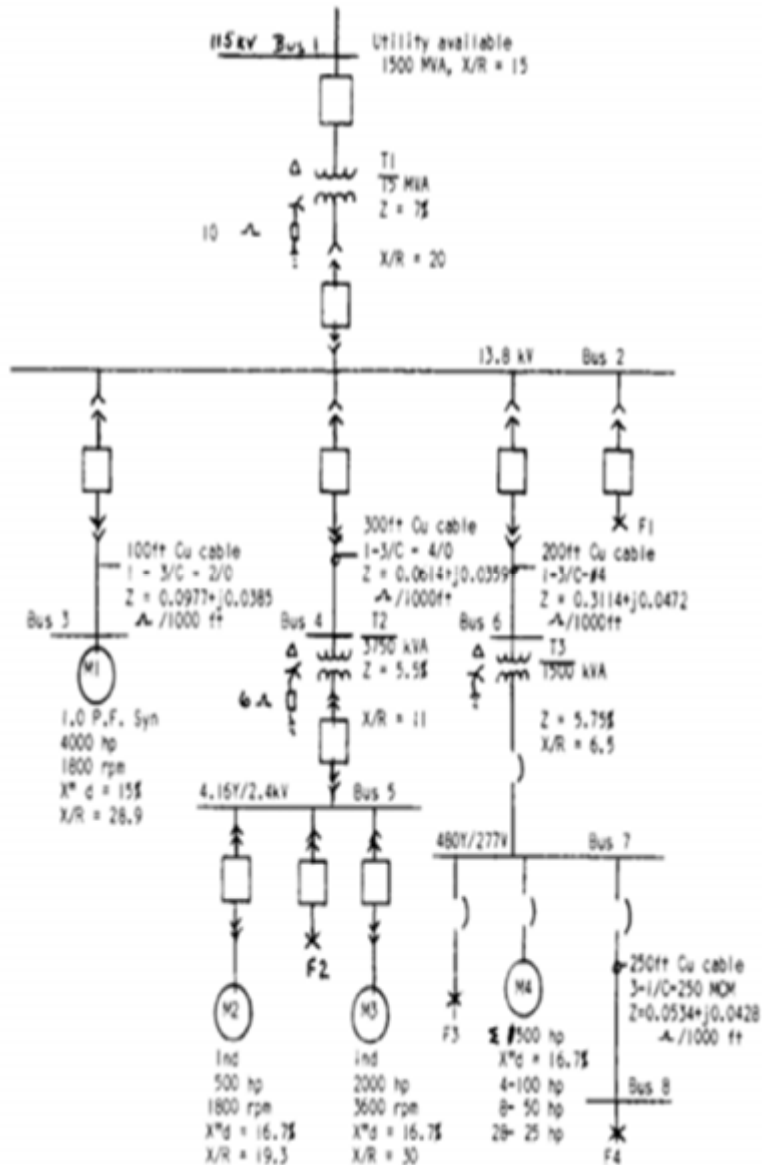 115kV Bus 1
Utility available
1500 MVA, X/R = 15
T1
15 MVA
Z = 7%
10
X/R = 20
13.8 kV
Bus 2
F1
100ft Cu cable
1 - 3/C - 2/0
Z = 0.0977+j0.0385
/1000 ft
Bus 3
M1
1.0 P.F. Syn
4000 hp
1800 rpm
X"d = 15%
X/R = 28.9
300ft Cu cable
1-3/C - 4/0
Z = 0.0614+j0.0359
/1000ft
Bus 4
T2
3750 kVA
Z = 5.5%
6
X/R = 11
200ft Cu cable
1-3/C-#4
Z = 0.3114+j0.0472
/1000ft
Bus 6
T3
1500 kVA
Z = 5.75%
X/R = 6.5
4.16Y/2.4kV
Bus 5
M2
Ind
500 hp
1800 rpm
X"d = 16.7%
X/R = 19.3
F2
M3
ind
2000 hp
3600 rpm
X"d = 16.7%
X/R = 30
480Y/277V
Bus 7
F3
M4
Σ 1500 hp
X"d = 16.7%
4-100 hp
8- 50 hp
28- 25 hp
250ft Cu cable
3-1/C-250 MCM
Z=0.0534+j0.0428
/1000 ft
Bus 8
F4